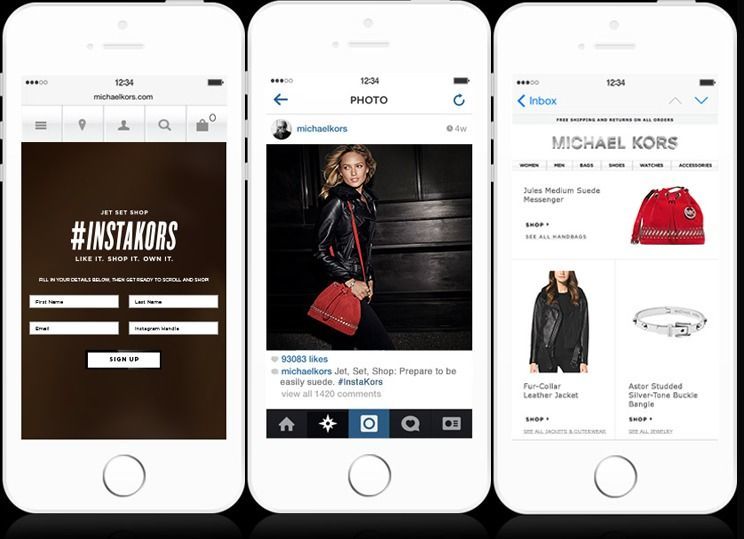 12:34
michaelkors.com
0
JET SET SHOP
#INSTAKORS
LIKE IT. SHOP IT. OWN IT.
FILL IN YOUR DETAILS BELOW, THEN GET READY TO SCROLL AND SHOP!
First Name
Last Name
Email
Instagram Handle
SIGN UP
12:34
PHOTO
michaelkors
4w
93083 likes
michaelkors Jet, Set, Shop: Prepare to be
easily suede. #InstaKors
view all 1420 comments
12:34
Inbox
FREE SHIPPING AND RETURNS ON ALL ORDERS
MICHAEL KORS
WOMEN MEN BAGS SHOES WATCHES ACCESSORIES
Jules Medium Suede
Messenger
SHOP
SEE ALL HANDBAGS
Fur-Collar
Leather Jacket
SHOP
SEE ALL JACKETS & OUTERWEAR
Astor Studded
Silver-Tone Buckle
Bangle
SHOP
SEE ALL JEWELRY